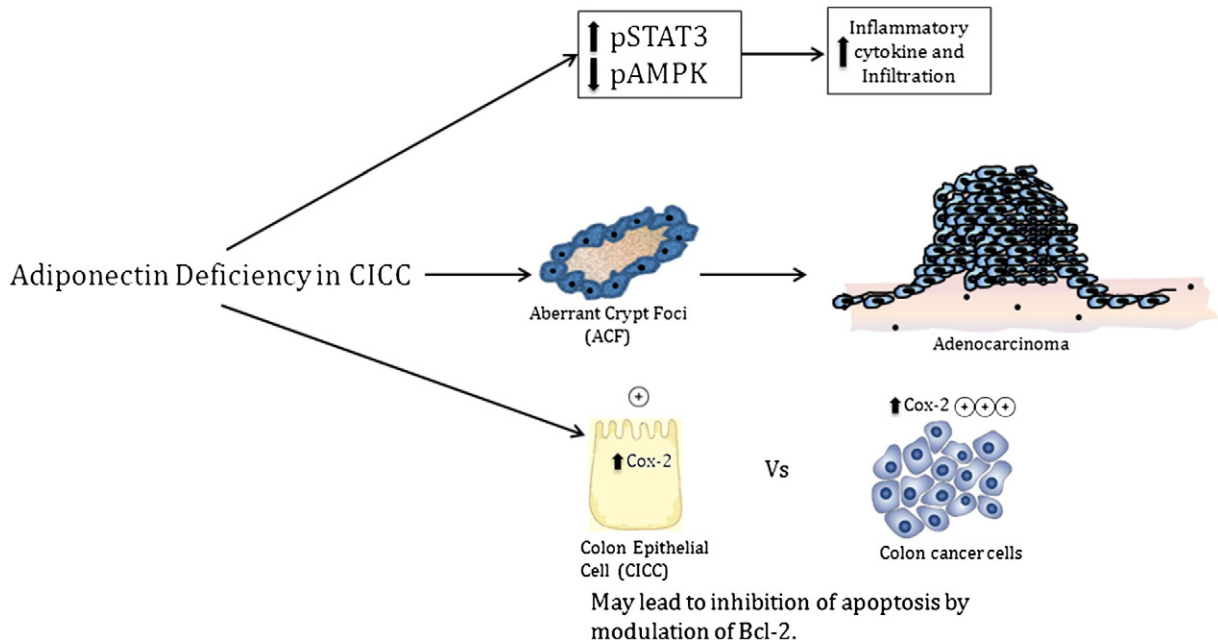 pSTAT3
pAMPK
Inflammatory
cytokine and
Infiltration
Adiponectin Deficiency in CICC
Aberrant Crypt Foci
(ACF)
Adenocarcinoma
+
Cox-2
Vs
Cox-2 +++
Colon Epithelial
Cell (CICC)
Colon cancer cells
May lead to inhibition of apoptosis by
modulation of Bcl-2.